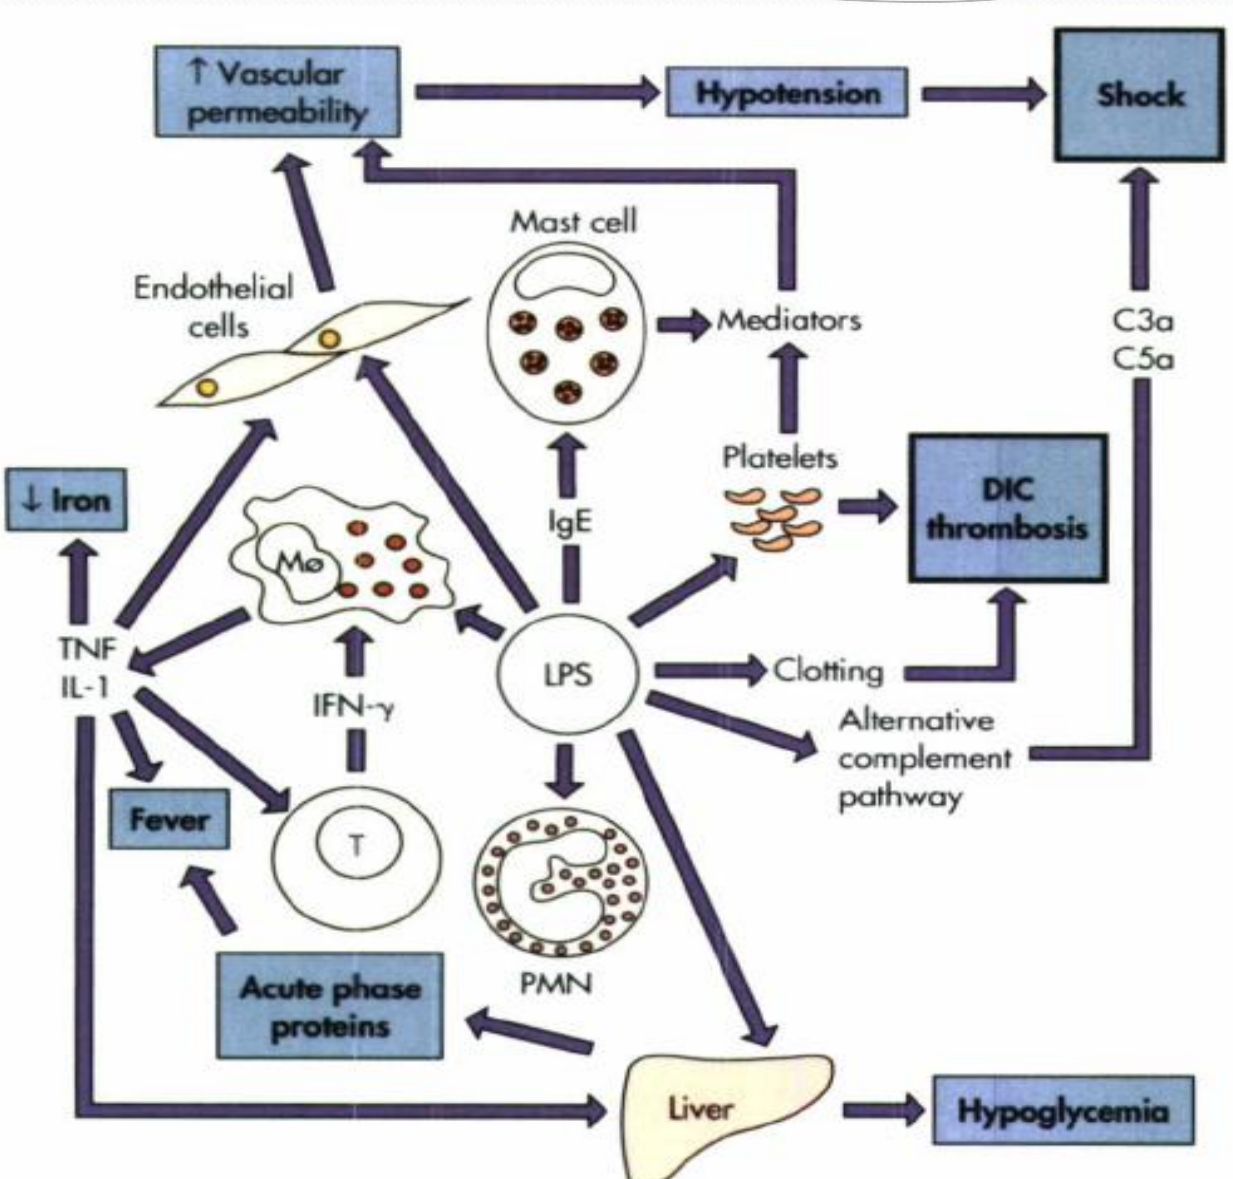 ↑ Vascular
permeability
Hypotension
Shock
Mast cell
Endothelial
cells
Mediators
C3a
C5a
Platelets
DIC
thrombosis
↓ Iron
IgE
Mø
TNF
IL-1
LPS
Clotting
IFN-γ
Alternative
complement
pathway
Fever
T
PMN
Acute phase
proteins
Liver
Hypoglycemia